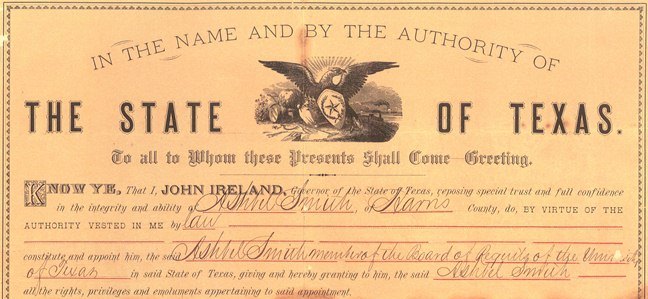 IN THE NAME AND BY THE AUTHORITY OF
THE STATE OF TEXAS.
To all to Whom these Presents Shall Come Greeting.
KNOW YE, That I, JOHN IRELAND, Governor of the State of Texas, reposing special trust and full confidence
in the integrity and ability of Ashbel Smith, of Harris County, do, BY VIRTUE OF THE
AUTHORITY VESTED IN ME by law
constitute and appoint him, the said Ashbel Smith member of the Board of Regents of the University
of Texas in said State of Texas, giving and hereby granting to him, the said Ashbel Smith
all the rights, privileges and emoluments appertaining to said appointment.